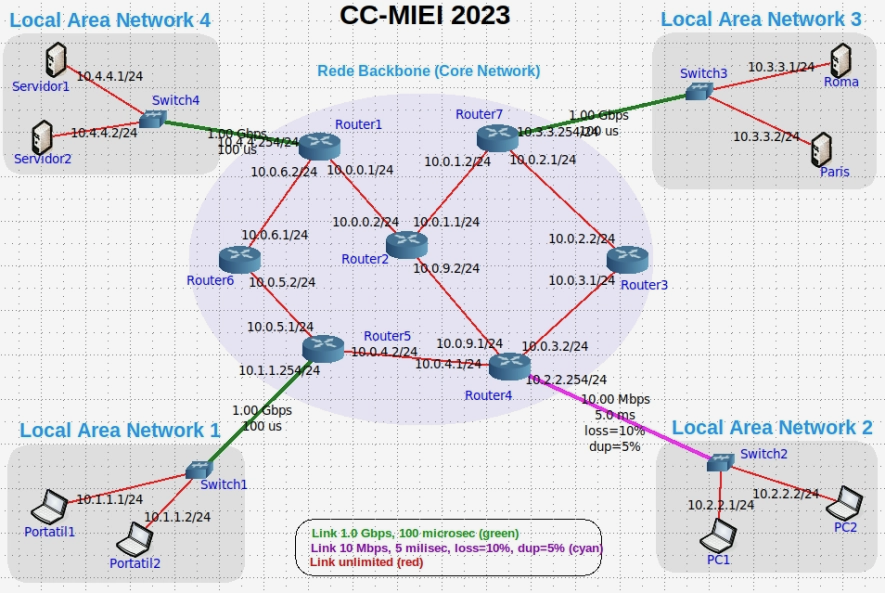 CC-MIEI 2023
Local Area Network 4
Local Area Network 3
Rede Backbone (Core Network)
Servidor1
10.4.4.1/24
Switch4
Servidor2
10.4.4.2/24
1.00 Gbps
10.4.4.254/24
100 us
Router1
Router7
Switch3
10.3.3.1/24
Roma
1.00 Gbps
10.3.3.254/24
100 us
10.3.3.2/24
Paris
10.0.6.2/24
10.0.0.1/24
10.0.1.2/24
10.0.2.1/24
10.0.6.1/24
10.0.0.2/24
10.0.1.1/24
10.0.2.2/24
Router6
Router2
Router3
10.0.5.2/24
10.0.9.2/24
10.0.3.1/24
10.0.5.1/24
Router5
10.0.4.2/24
10.0.9.1/24
10.0.3.2/24
10.0.4.1/24
10.1.1.254/24
Router4
10.2.2.254/24
1.00 Gbps
100 us
10.00 Mbps
5.0 ms
loss=10%
dup=5%
Local Area Network 1
Local Area Network 2
Switch1
Switch2
Portatil1
10.1.1.1/24
10.1.1.2/24
Portatil2
10.2.2.1/24
10.2.2.2/24
PC2
PC1
Link 1.0 Gbps, 100 microsec (green)
Link 10 Mbps, 5 milisec, loss=10%, dup=5% (cyan)
Link unlimited (red)